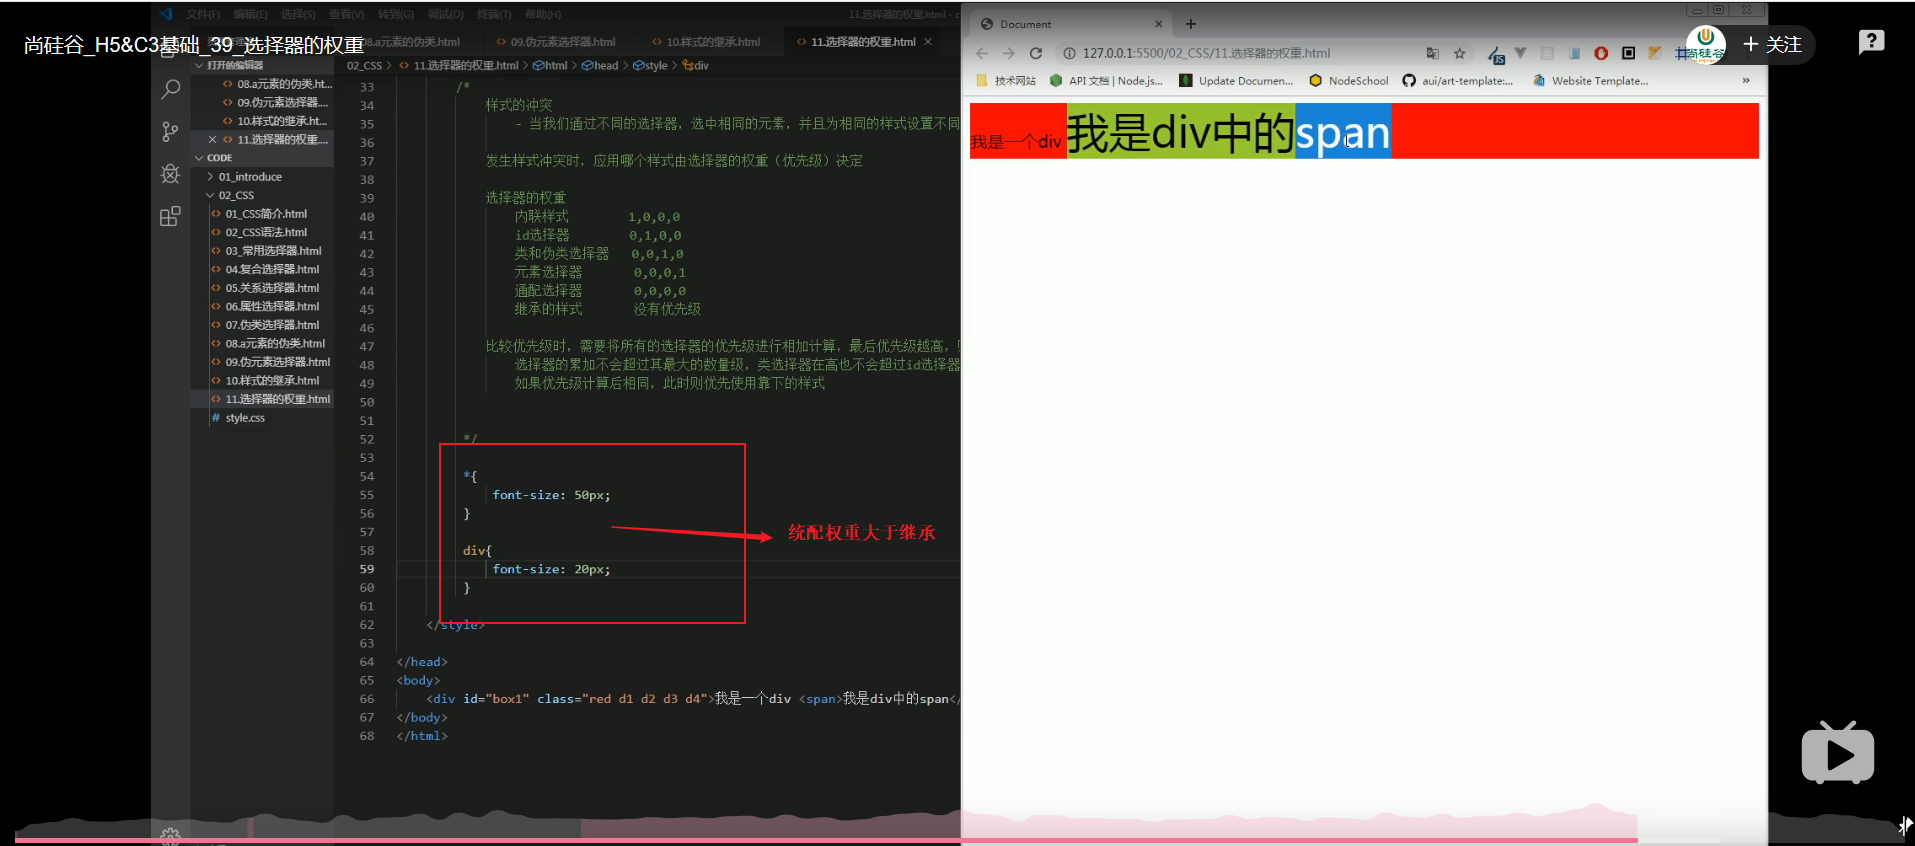 尚硅谷_H5&C3基础_39_选择器的权重
文件(F) 编辑(E) 选择(S) 查看(V) 转到(G) 调试(D) 终端(T) 帮助(H)
11.选择器的权重.html - c
08.a元素的伪类.html
09.伪元素选择器.html
10.样式的继承.html
11.选择器的权重.html
打开的编辑器
08.a元素的伪类.ht...
09.伪元素选择器....
10.样式的继承.ht...
11.选择器的权重....
CODE
01_introduce
02_CSS
01_CSS简介.html
02_CSS语法.html
03_常用选择器.html
04.复合选择器.html
05.关系选择器.html
06.属性选择器.html
07.伪类选择器.html
08.a元素的伪类.html
09.伪元素选择器.html
10.样式的继承.html
11.选择器的权重.html
# style.css
02_CSS > 11.选择器的权重.html > html > head > style > div
33 /*
34 样式的冲突
35 - 当我们通过不同的选择器，选中相同的元素，并且为相同的样式设置不同
36
37 发生样式冲突时，应用哪个样式由选择器的权重（优先级）决定
38
39 选择器的权重
40 内联样式 1,0,0,0
41 id选择器 0,1,0,0
42 类和伪类选择器 0,0,1,0
43 元素选择器 0,0,0,1
44 通配选择器 0,0,0,0
45 继承的样式 没有优先级
46
47 比较优先级时，需要将所有的选择器的优先级进行相加计算，最后优先级越高，
48 选择器的累加不会超过其最大的数量级，类选择器在高也不会超过id选择器
49 如果优先级计算后相同，此时则优先使用靠下的样式
50
51
52 */
53
54 *{
55 font-size: 50px;
56 }
57
58 div{
59 font-size: 20px;
60 }
61
62 </style>
63
64 </head>
65 <body>
66 <div id="box1" class="red d1 d2 d3 d4">我是一个div <span>我是div中的span</
67 </body>
68 </html>
统配权重大于继承
Document
127.0.0.1:5500/02_CSS/11.选择器的权重.html
技术网站 API 文档 | Node.js... Update Documen... NodeSchool aui/art-template:... Website Template... »
我是一个div 我是div中的span
尚硅谷
+ 关注